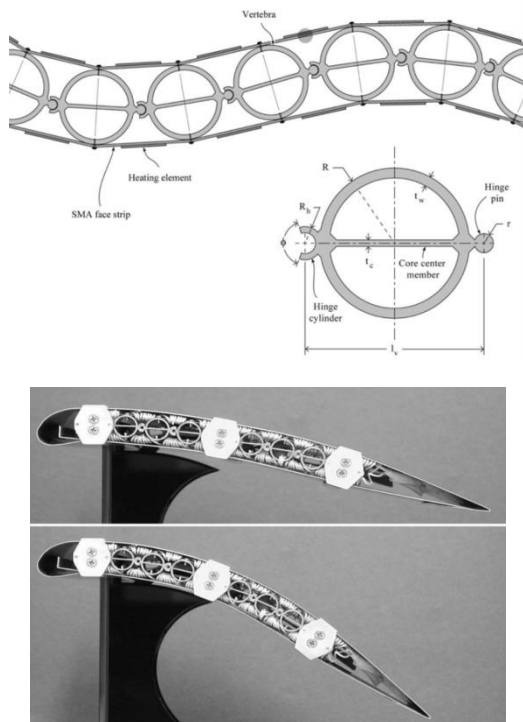 Vertebra
Heating element
SMA face strip
R
t_w
Hinge
pin
R_h
r
Φ
t_c
Core center
member
Hinge
cylinder
l_v